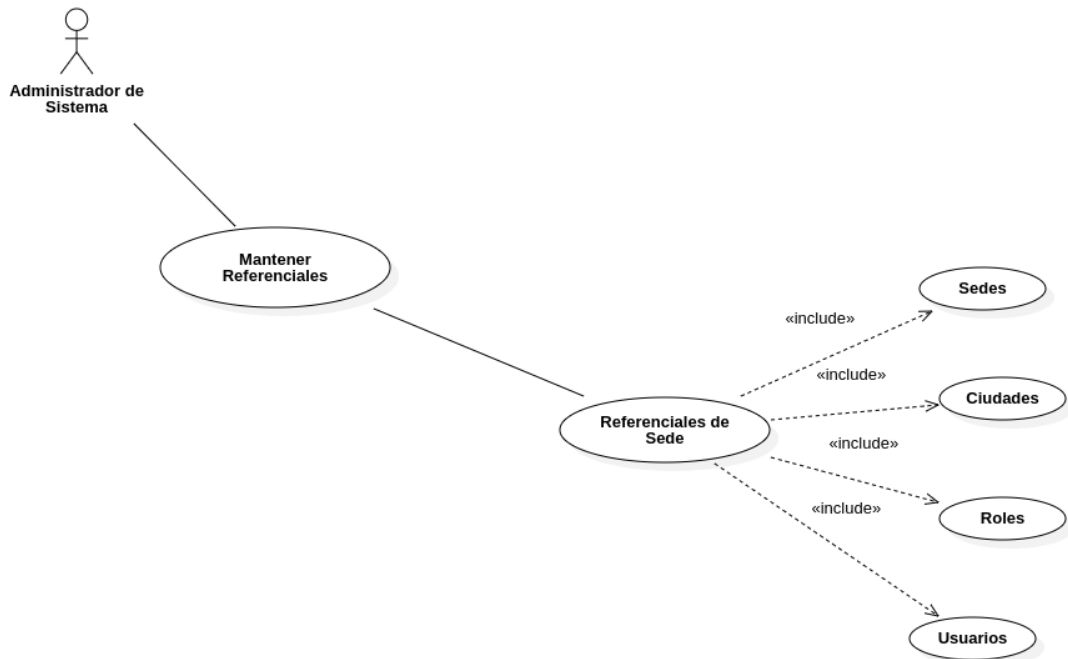 Administrador de
Sistema
Mantener
Referenciales
Sedes
«include»
«include»
Ciudades
Referenciales de
Sede
«include»
«include»
Roles
Usuarios